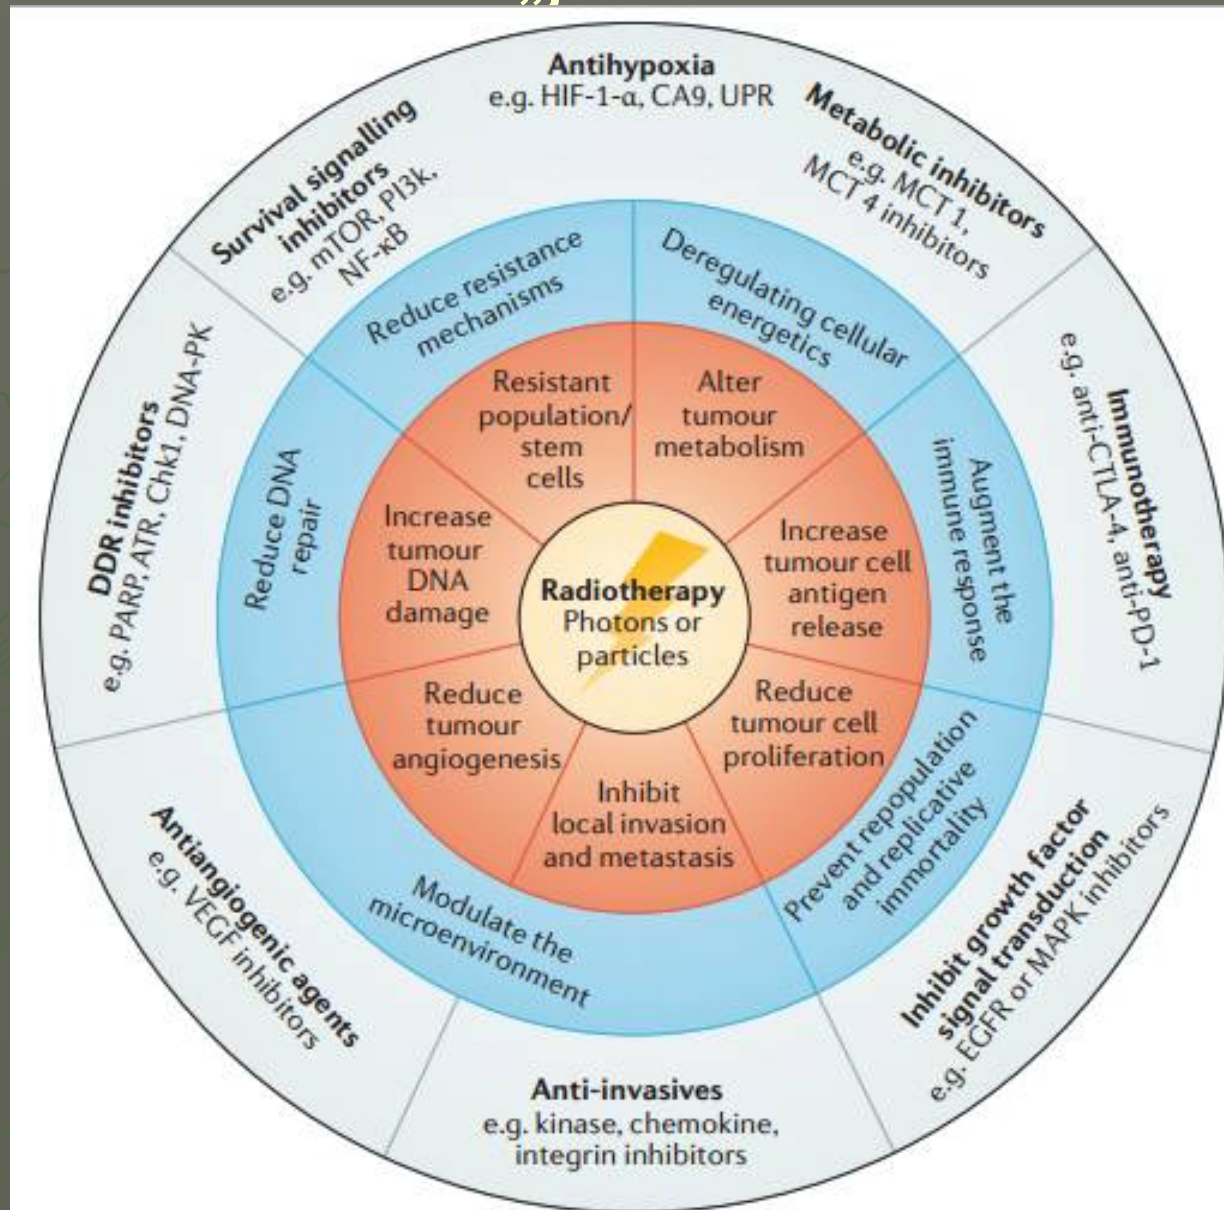 Antihypoxia
e.g. HIF-1-α, CA9, UPR
Metabolic inhibitors
e.g. MCT 1,
MCT 4 inhibitors
Immunotherapy
e.g. anti-CTLA-4, anti-PD-1
Inhibit growth factor
signal transduction
e.g. EGFR or MAPK inhibitors
Anti-invasives
e.g. kinase, chemokine,
integrin inhibitors
Antiangiogenic agents
e.g. VEGF inhibitors
DDR inhibitors
e.g. PARP, ATR, Chk1, DNA-PK
Survival signalling
inhibitors
e.g. mTOR, PI3k,
NF-κB
Reduce resistance
mechanisms
Deregulating cellular
energetics
Augment the
immune response
Prevent repopulation
and replicative
immortality
Modulate the
microenvironment
Reduce DNA
repair
Resistant
population/
stem
cells
Alter
tumour
metabolism
Increase
tumour cell
antigen
release
Reduce
tumour cell
proliferation
Inhibit
local invasion
and metastasis
Reduce
tumour
angiogenesis
Increase
tumour
DNA
damage
Radiotherapy
Photons or
particles